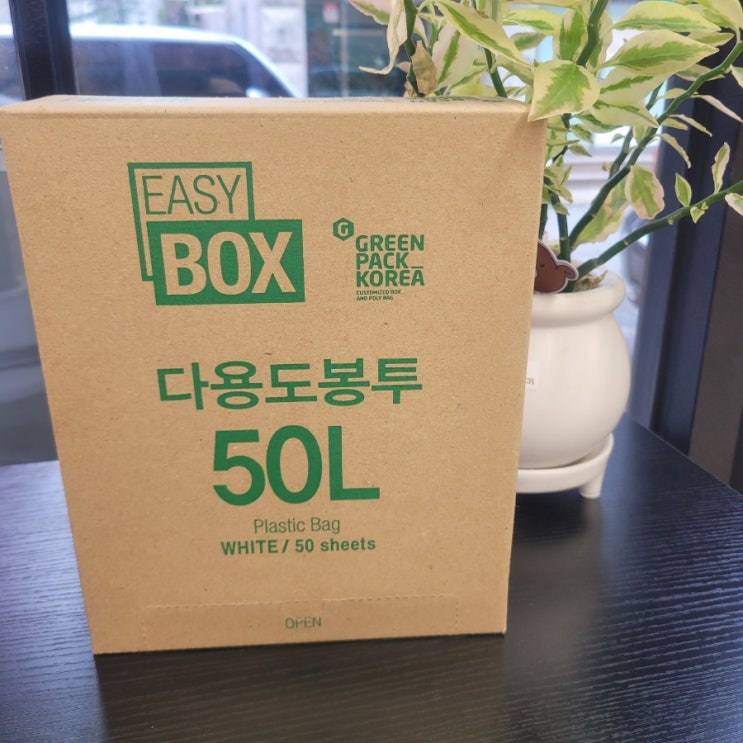 EASY
BOX
G
GREEN
PACK_
KOREA
CUSTOMIZED BOX
AND POLY BAG
다용도봉투
50L
Plastic Bag
WHITE / 50 sheets
OPEN